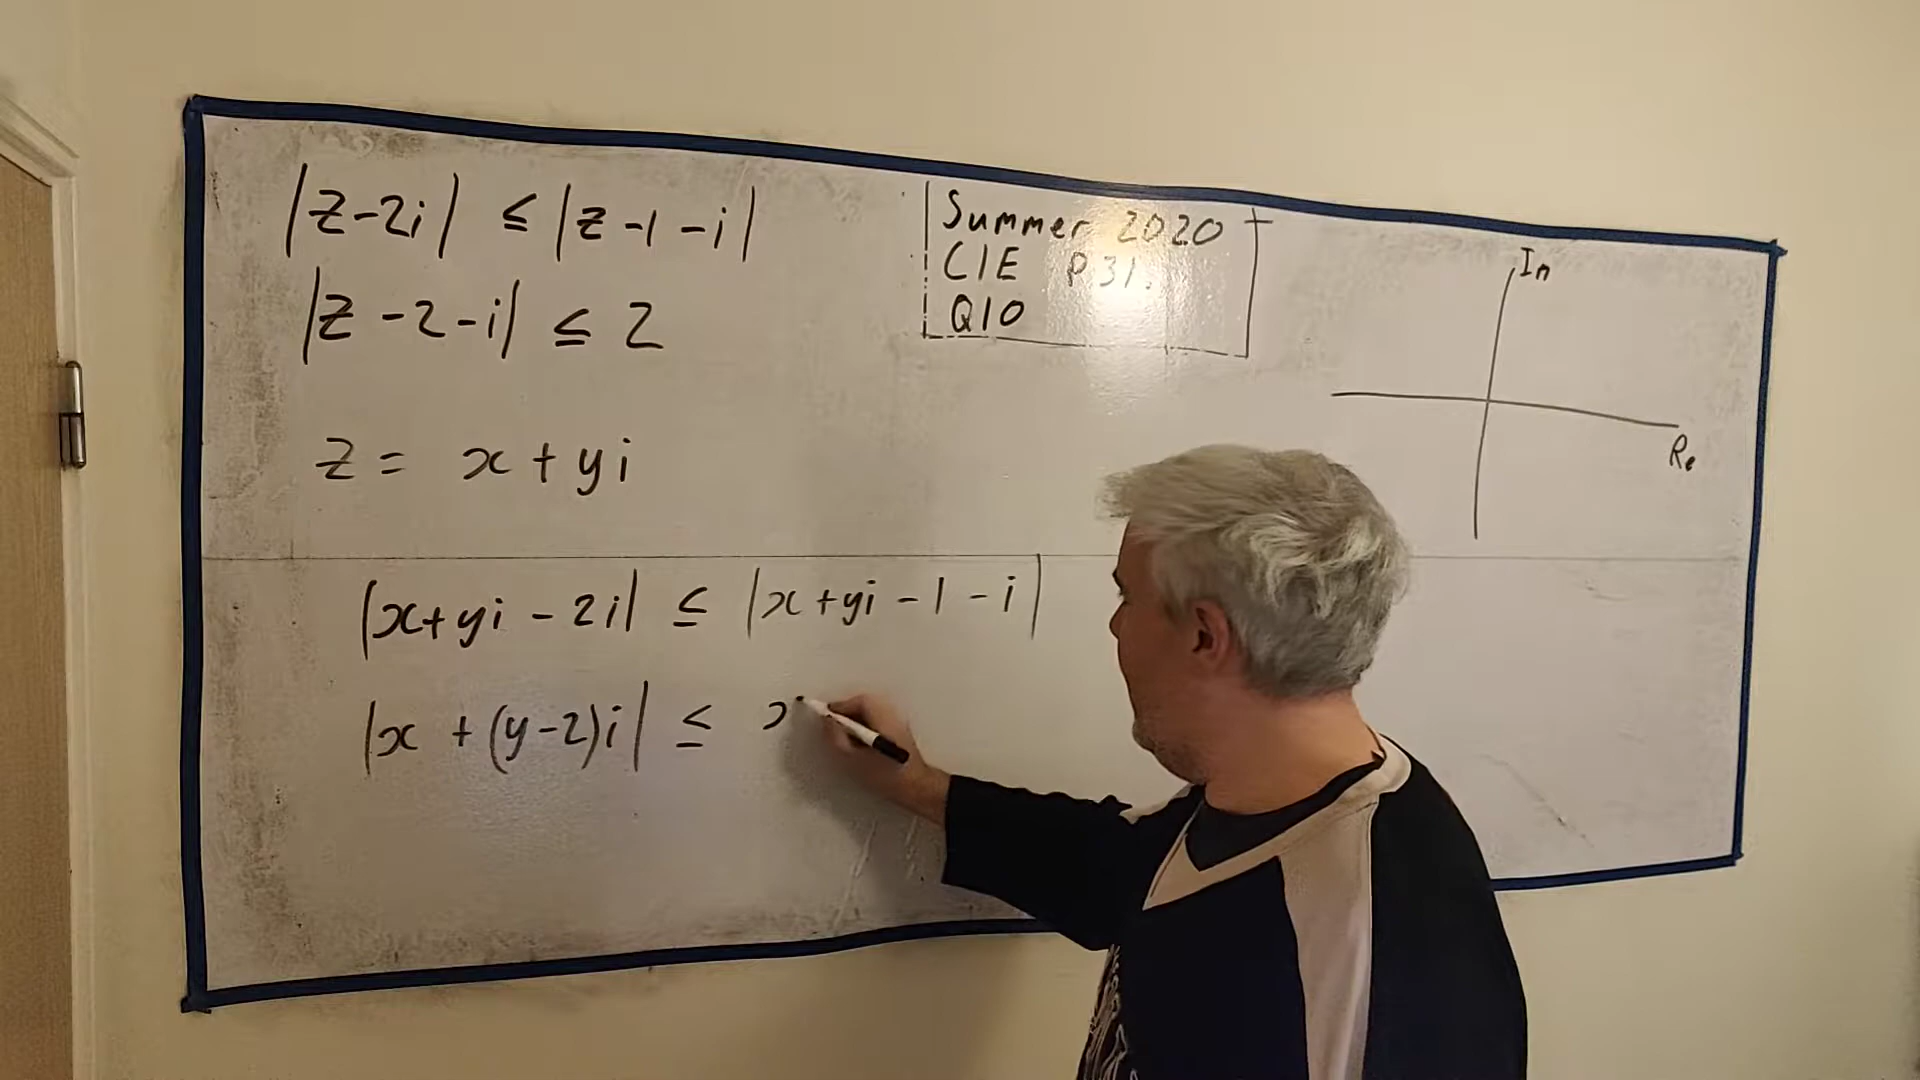 |z-2i| ≤ |z-1-i|
|z-2-i| ≤ 2
z = x+yi
Summer 2020
CIE P31.
Q10
Im
Re
|x+yi-2i| ≤ |x+yi-1-i|
|x+(y-2)i| ≤ x